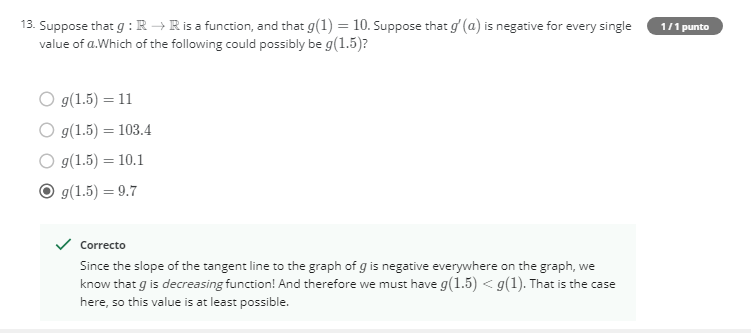 13. Suppose that g : ℝ → ℝ is a function, and that g(1) = 10. Suppose that g′(a) is negative for every single 1 / 1 punto
value of a.Which of the following could possibly be g(1.5)?
g(1.5) = 11
g(1.5) = 103.4
g(1.5) = 10.1
g(1.5) = 9.7
Correcto
Since the slope of the tangent line to the graph of g is negative everywhere on the graph, we
know that g is decreasing function! And therefore we must have g(1.5) < g(1). That is the case
here, so this value is at least possible.